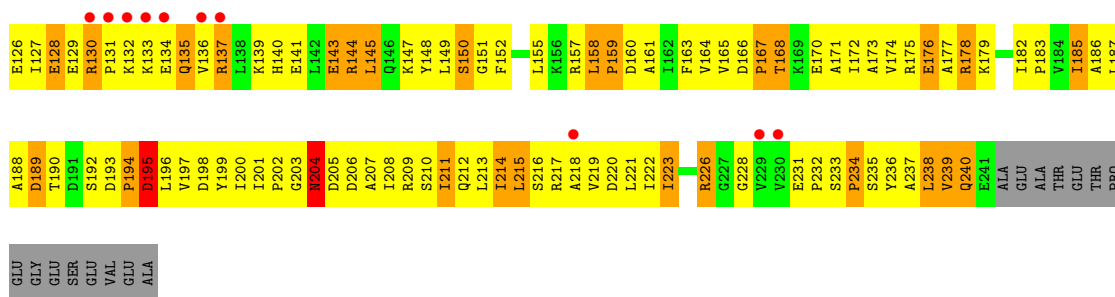 E126 I127 E128 E129 R130 P131 K132 K133 E134 Q135 V136 R137 L138 K139 H140 E141 L142 E143 R144 L145 Q146 K147 Y148 L149 S150 G151 F152 L155 K156 R157 L158 P159 D160 A161 I162 F163 V164 V165 D166 P167 T168 K169 E170 A171 I172 A173 V174 R175 E176 A177 R178 K179 I182 P183 V184 I185 A186 L187
A188 D189 T190 D191 S192 D193 P194 D195 L196 V197 D198 Y199 I200 I201 P202 G203 N204 D205 D206 A207 I208 R209 S210 I211 Q212 L213 I214 L215 S216 R217 A218 V219 D220 L221 I222 I223 R226 G227 G228 V229 V230 E231 P232 S233 P234 S235 Y236 A237 L238 V239 Q240 E241 ALA GLU ALA THR GLU THR PRO
GLU GLY GLU SER GLU VAL GLU ALA